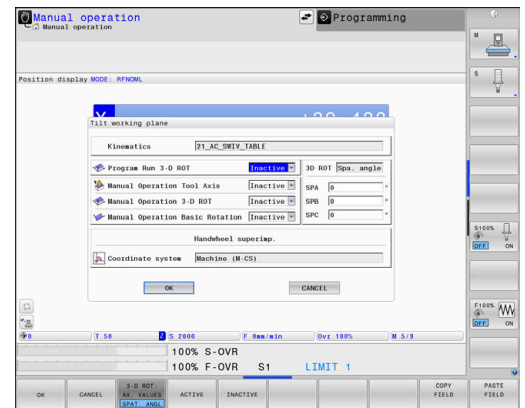 Manual operation
Manual operation
Programming
Position display MODE: RFNOML
X
Tilt working plane
Kinematics 21_AC_SWIV_TABLE
Program Run 3-D ROT Inactive
3D ROT Spa. angle
Manual Operation Tool Axis Inactive
SPA 0 °
Manual Operation 3-D ROT Inactive
SPB 0 °
Manual Operation Basic Rotation Inactive
SPC 0 °
Handwheel superimp.
Coordinate system Machine (M-CS)
OK
CANCEL
M
S
S100%
OFF ON
F100%
OFF ON
0 T 50 Z S 2000 F 0mm/min Ovr 100% M 5/9
100% S-OVR
100% F-OVR S1 LIMIT 1
OK
CANCEL
3-D ROT:
AX VALUES
SPAT. ANGL
ACTIVE
INACTIVE
COPY
FIELD
PASTE
FIELD